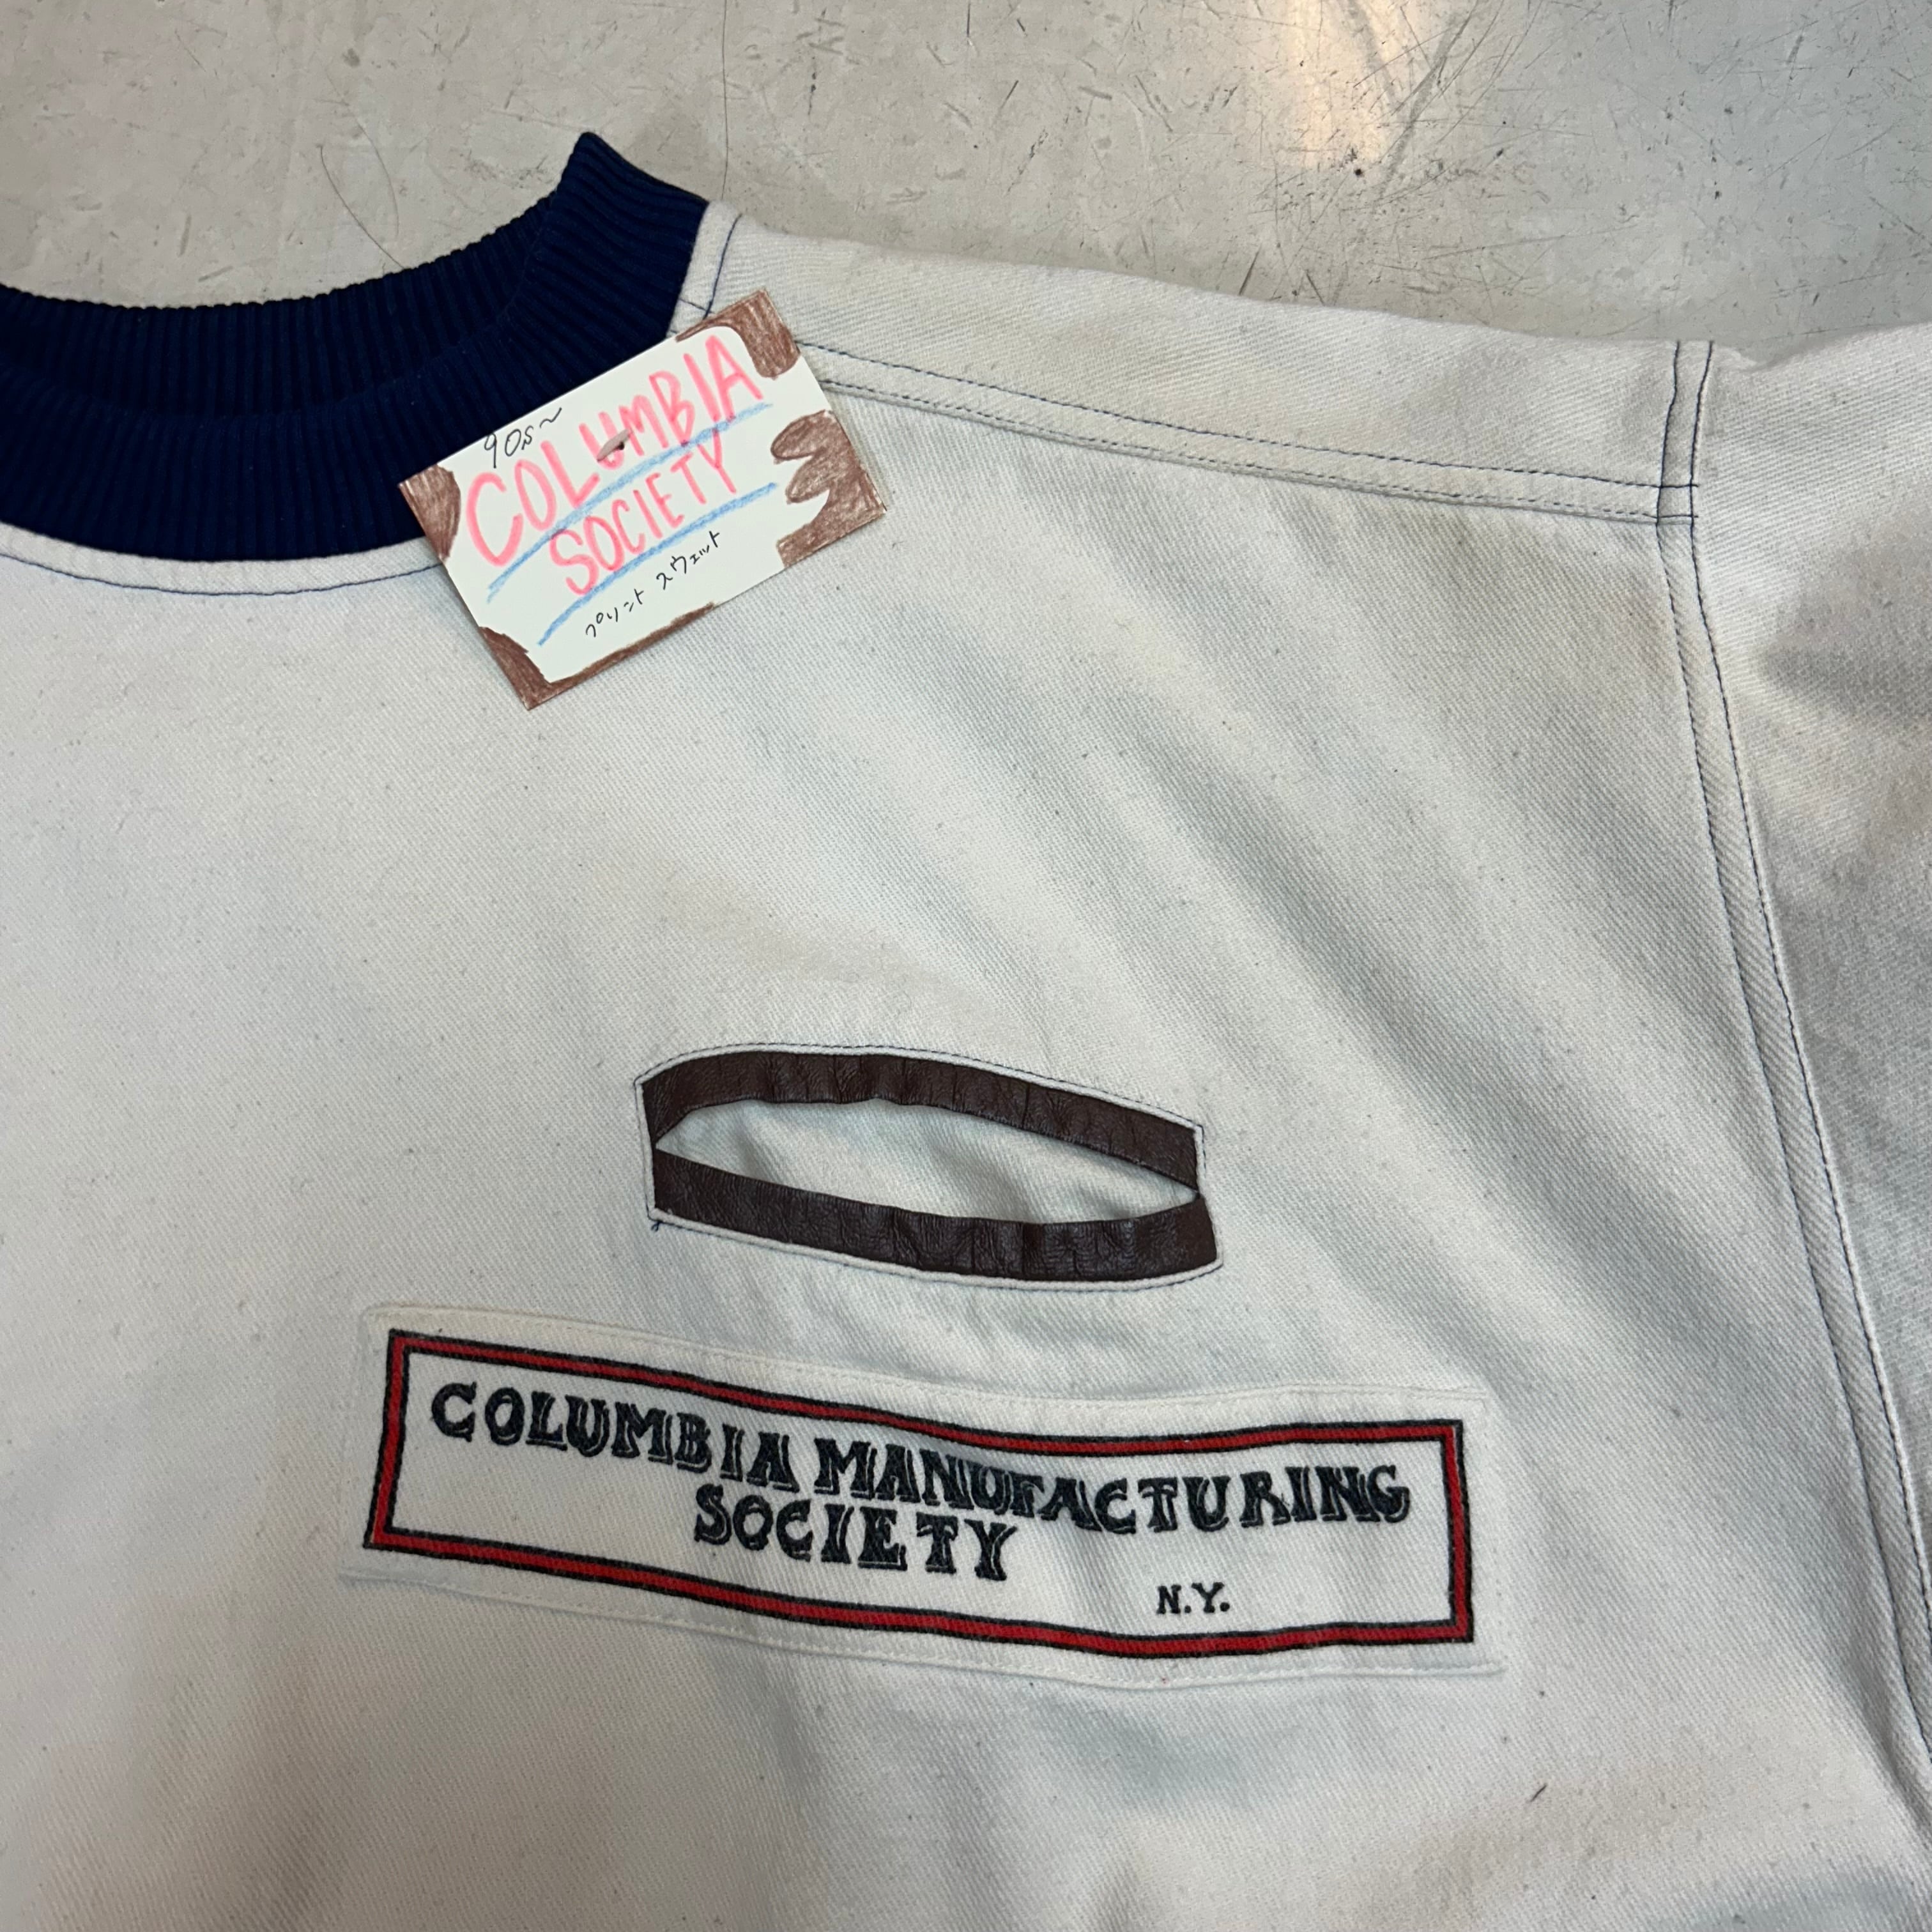 90s~
COLUMBIA
SOCIETY
プリント スウェット
COLUMBIA MANUFACTURING
SOCIETY
N.Y.